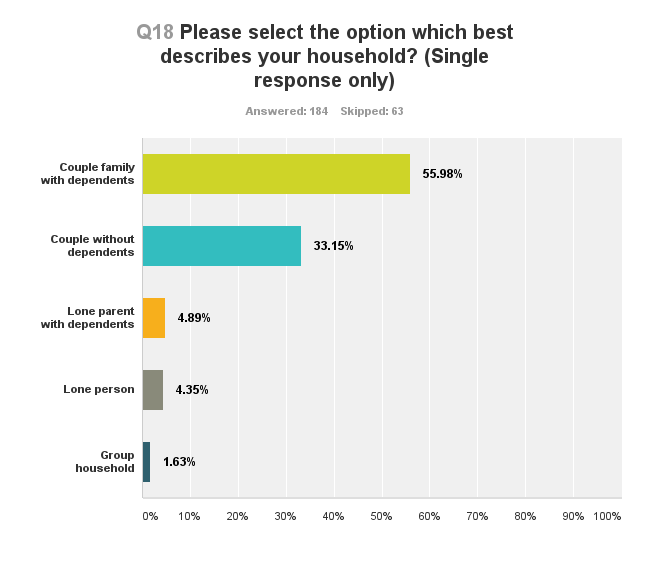 Q18 Please select the option which best
describes your household? (Single
response only)
Answered: 184 Skipped: 63
Couple family
with dependents
55.98%
Couple without
dependents
33.15%
Lone parent
with dependents
4.89%
Lone person
4.35%
Group
household
1.63%
0% 10% 20% 30% 40% 50% 60% 70% 80% 90% 100%